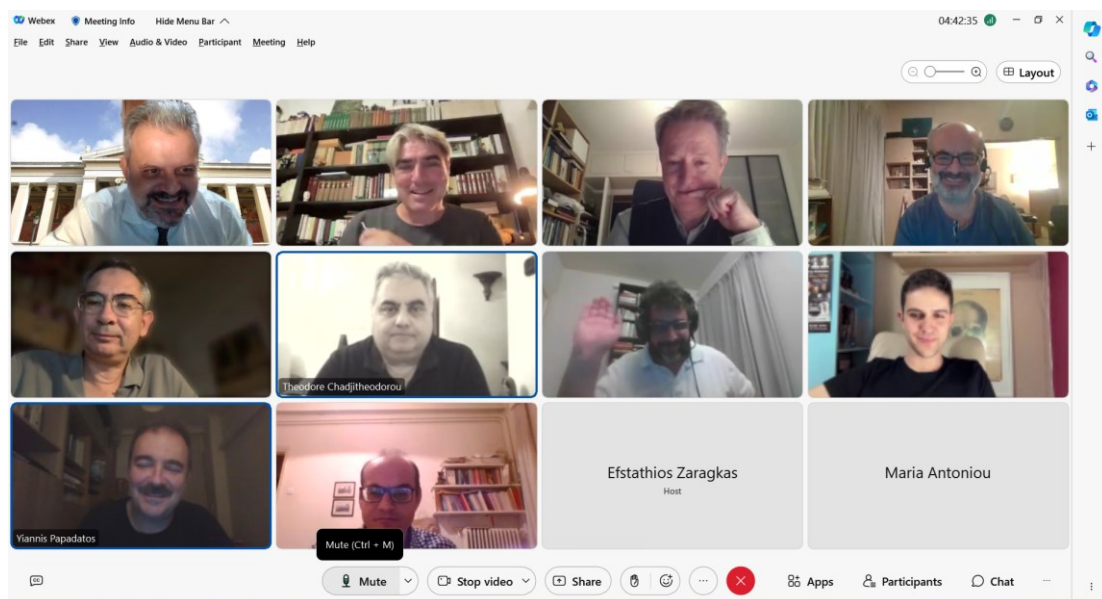 Webex Meeting Info Hide Menu Bar 04:42:35
File Edit Share View Audio & Video Participant Meeting Help
Layout
Theodore Chadjitheodorou
Yiannis Papadatos
Efstathios Zaragkas
Host
Maria Antoniou
Mute (Ctrl + M)
CC Mute Stop video Share Apps Participants Chat